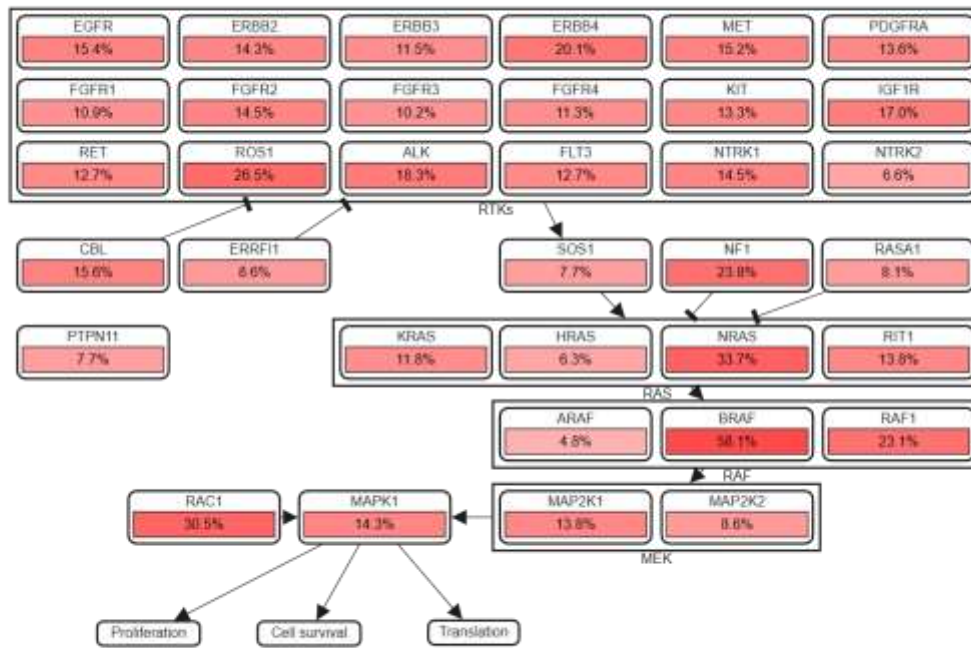 EGFR ERBB2 ERBB3 ERBB4 MET PDGFRA
15.4% 14.3% 11.5% 20.1% 15.2% 13.6%
FGFR1 FGFR2 FGFR3 FGFR4 KIT IGF1R
10.9% 14.5% 10.2% 11.3% 13.3% 17.0%
RET ROS1 ALK FLT3 NTRK1 NTRK2
12.7% 26.5% 18.3% 12.7% 14.5% 6.6%
RTKs
CBL ERRFI1 SOS1 NF1 RASA1
15.6% 7.7% 23.8% 8.1%
PTPN11 KRAS HRAS NRAS RIT1
7.7% 11.8% 6.3% 33.7% 13.8%
RAS
ARAF BRAF RAF1
4.8% 23.1%
RAF
RAC1 MAPK1 MAP2K1 MAP2K2
30.5% 14.3% 13.8% 8.6%
MEK
Proliferation Cell survival Translation